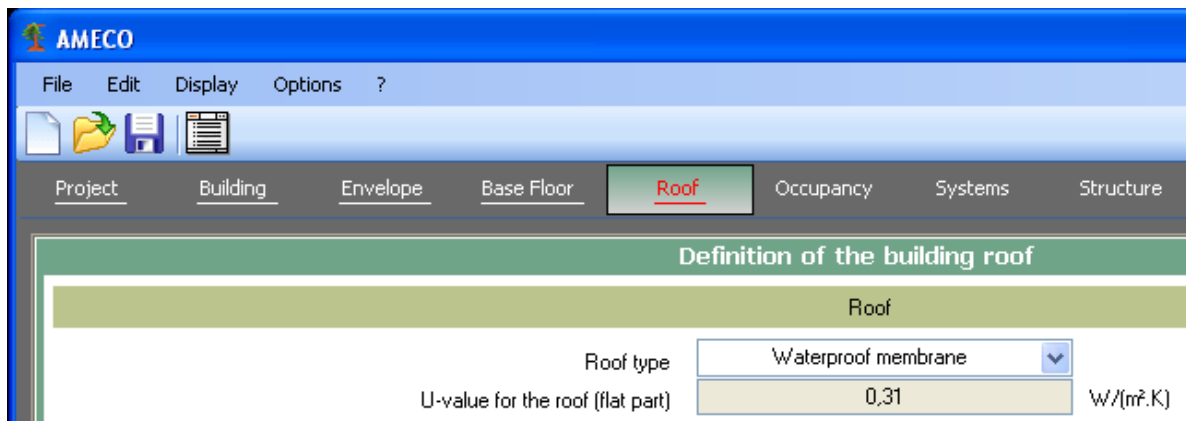 AMECO
File Edit Display Options ?
Project Building Envelope Base Floor Roof Occupancy Systems Structure
Definition of the building roof
Roof
Roof type Waterproof membrane
U-value for the roof (flat part) 0,31 W/(m².K)